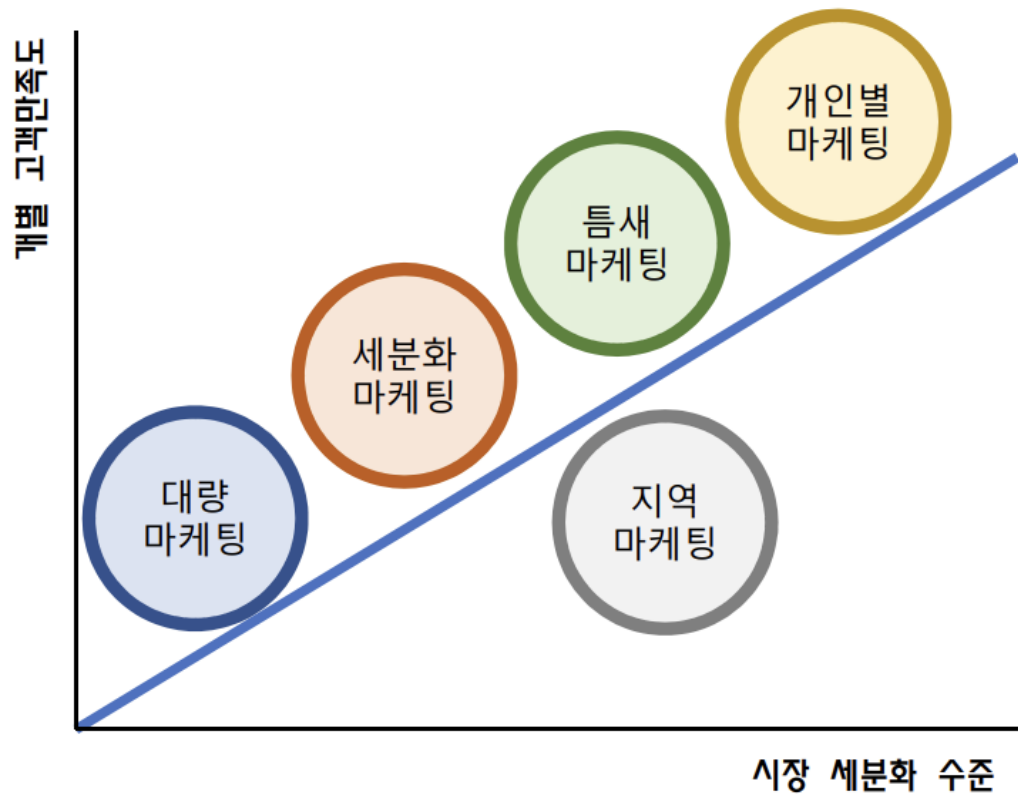 개별 고객만족도
개인별
마케팅
틈새
마케팅
세분화
마케팅
대량
마케팅
지역
마케팅
시장 세분화 수준